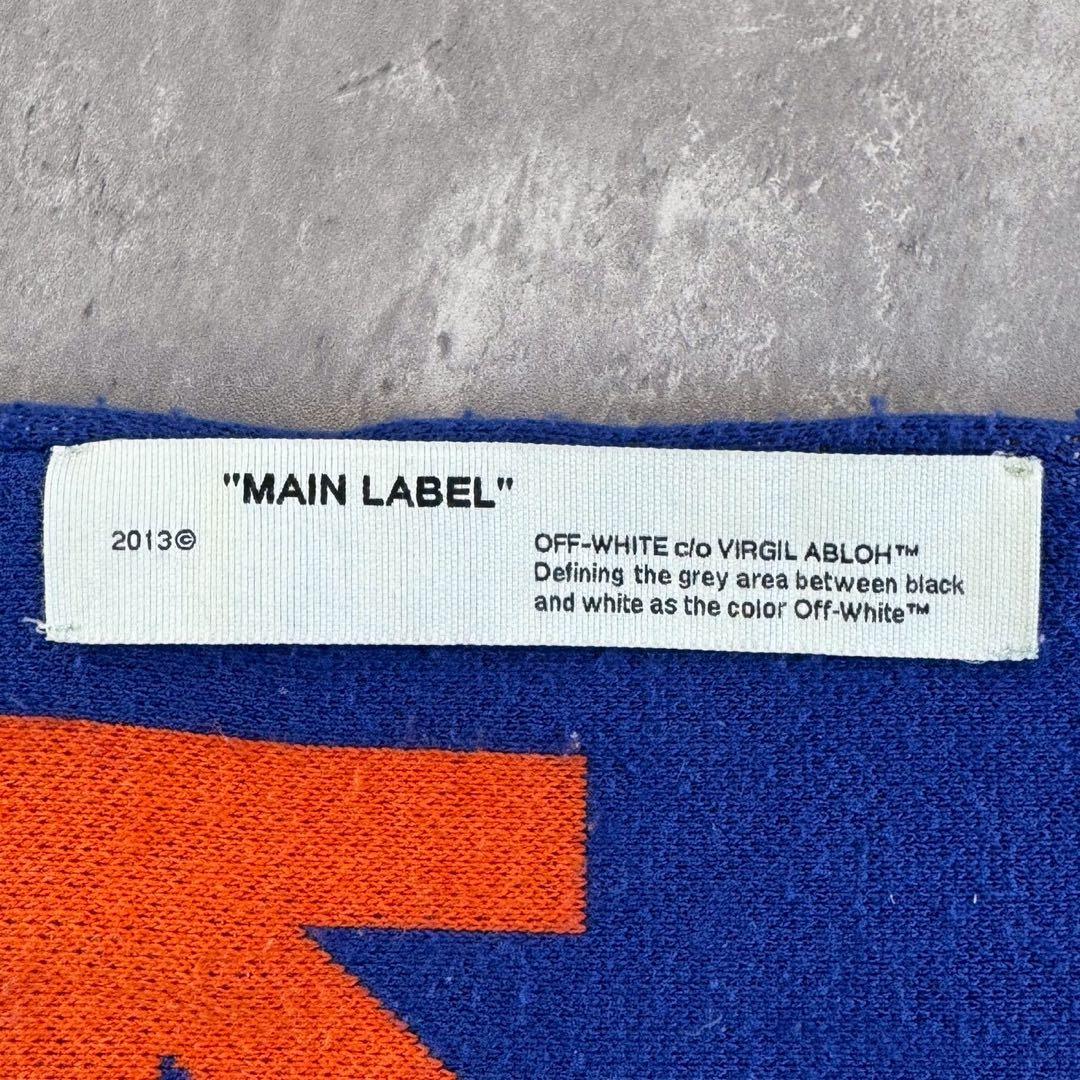 "MAIN LABEL"
2013©
OFF-WHITE c/o VIRGIL ABLOH™
Defining the grey area between black
and white as the color Off-White™